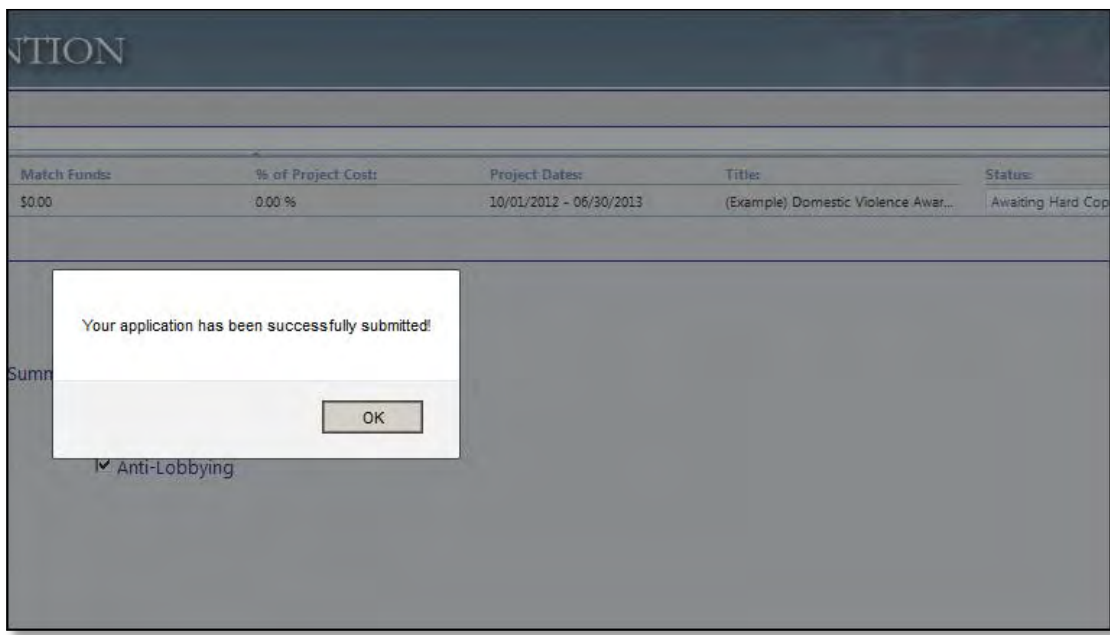 NTION
Match Funds: % of Project Cost: Project Dates: Title: Status:
$0.00 0.00 % 10/01/2012 - 06/30/2013 (Example) Domestic Violence Awar... Awaiting Hard Cop
Your application has been successfully submitted!
Summ
OK
Anti-Lobbying